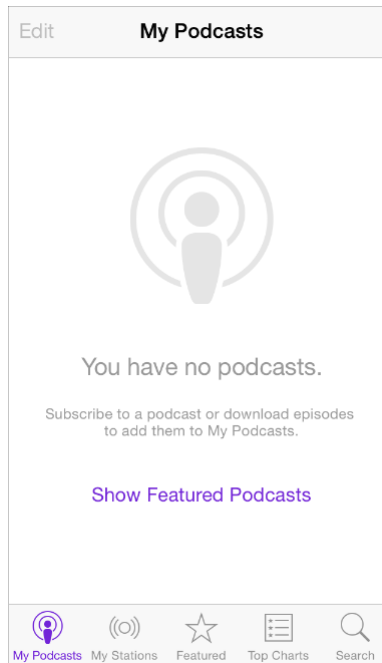 Edit
My Podcasts
You have no podcasts.
Subscribe to a podcast or download episodes
to add them to My Podcasts.
Show Featured Podcasts
My Podcasts
My Stations
Featured
Top Charts
Search